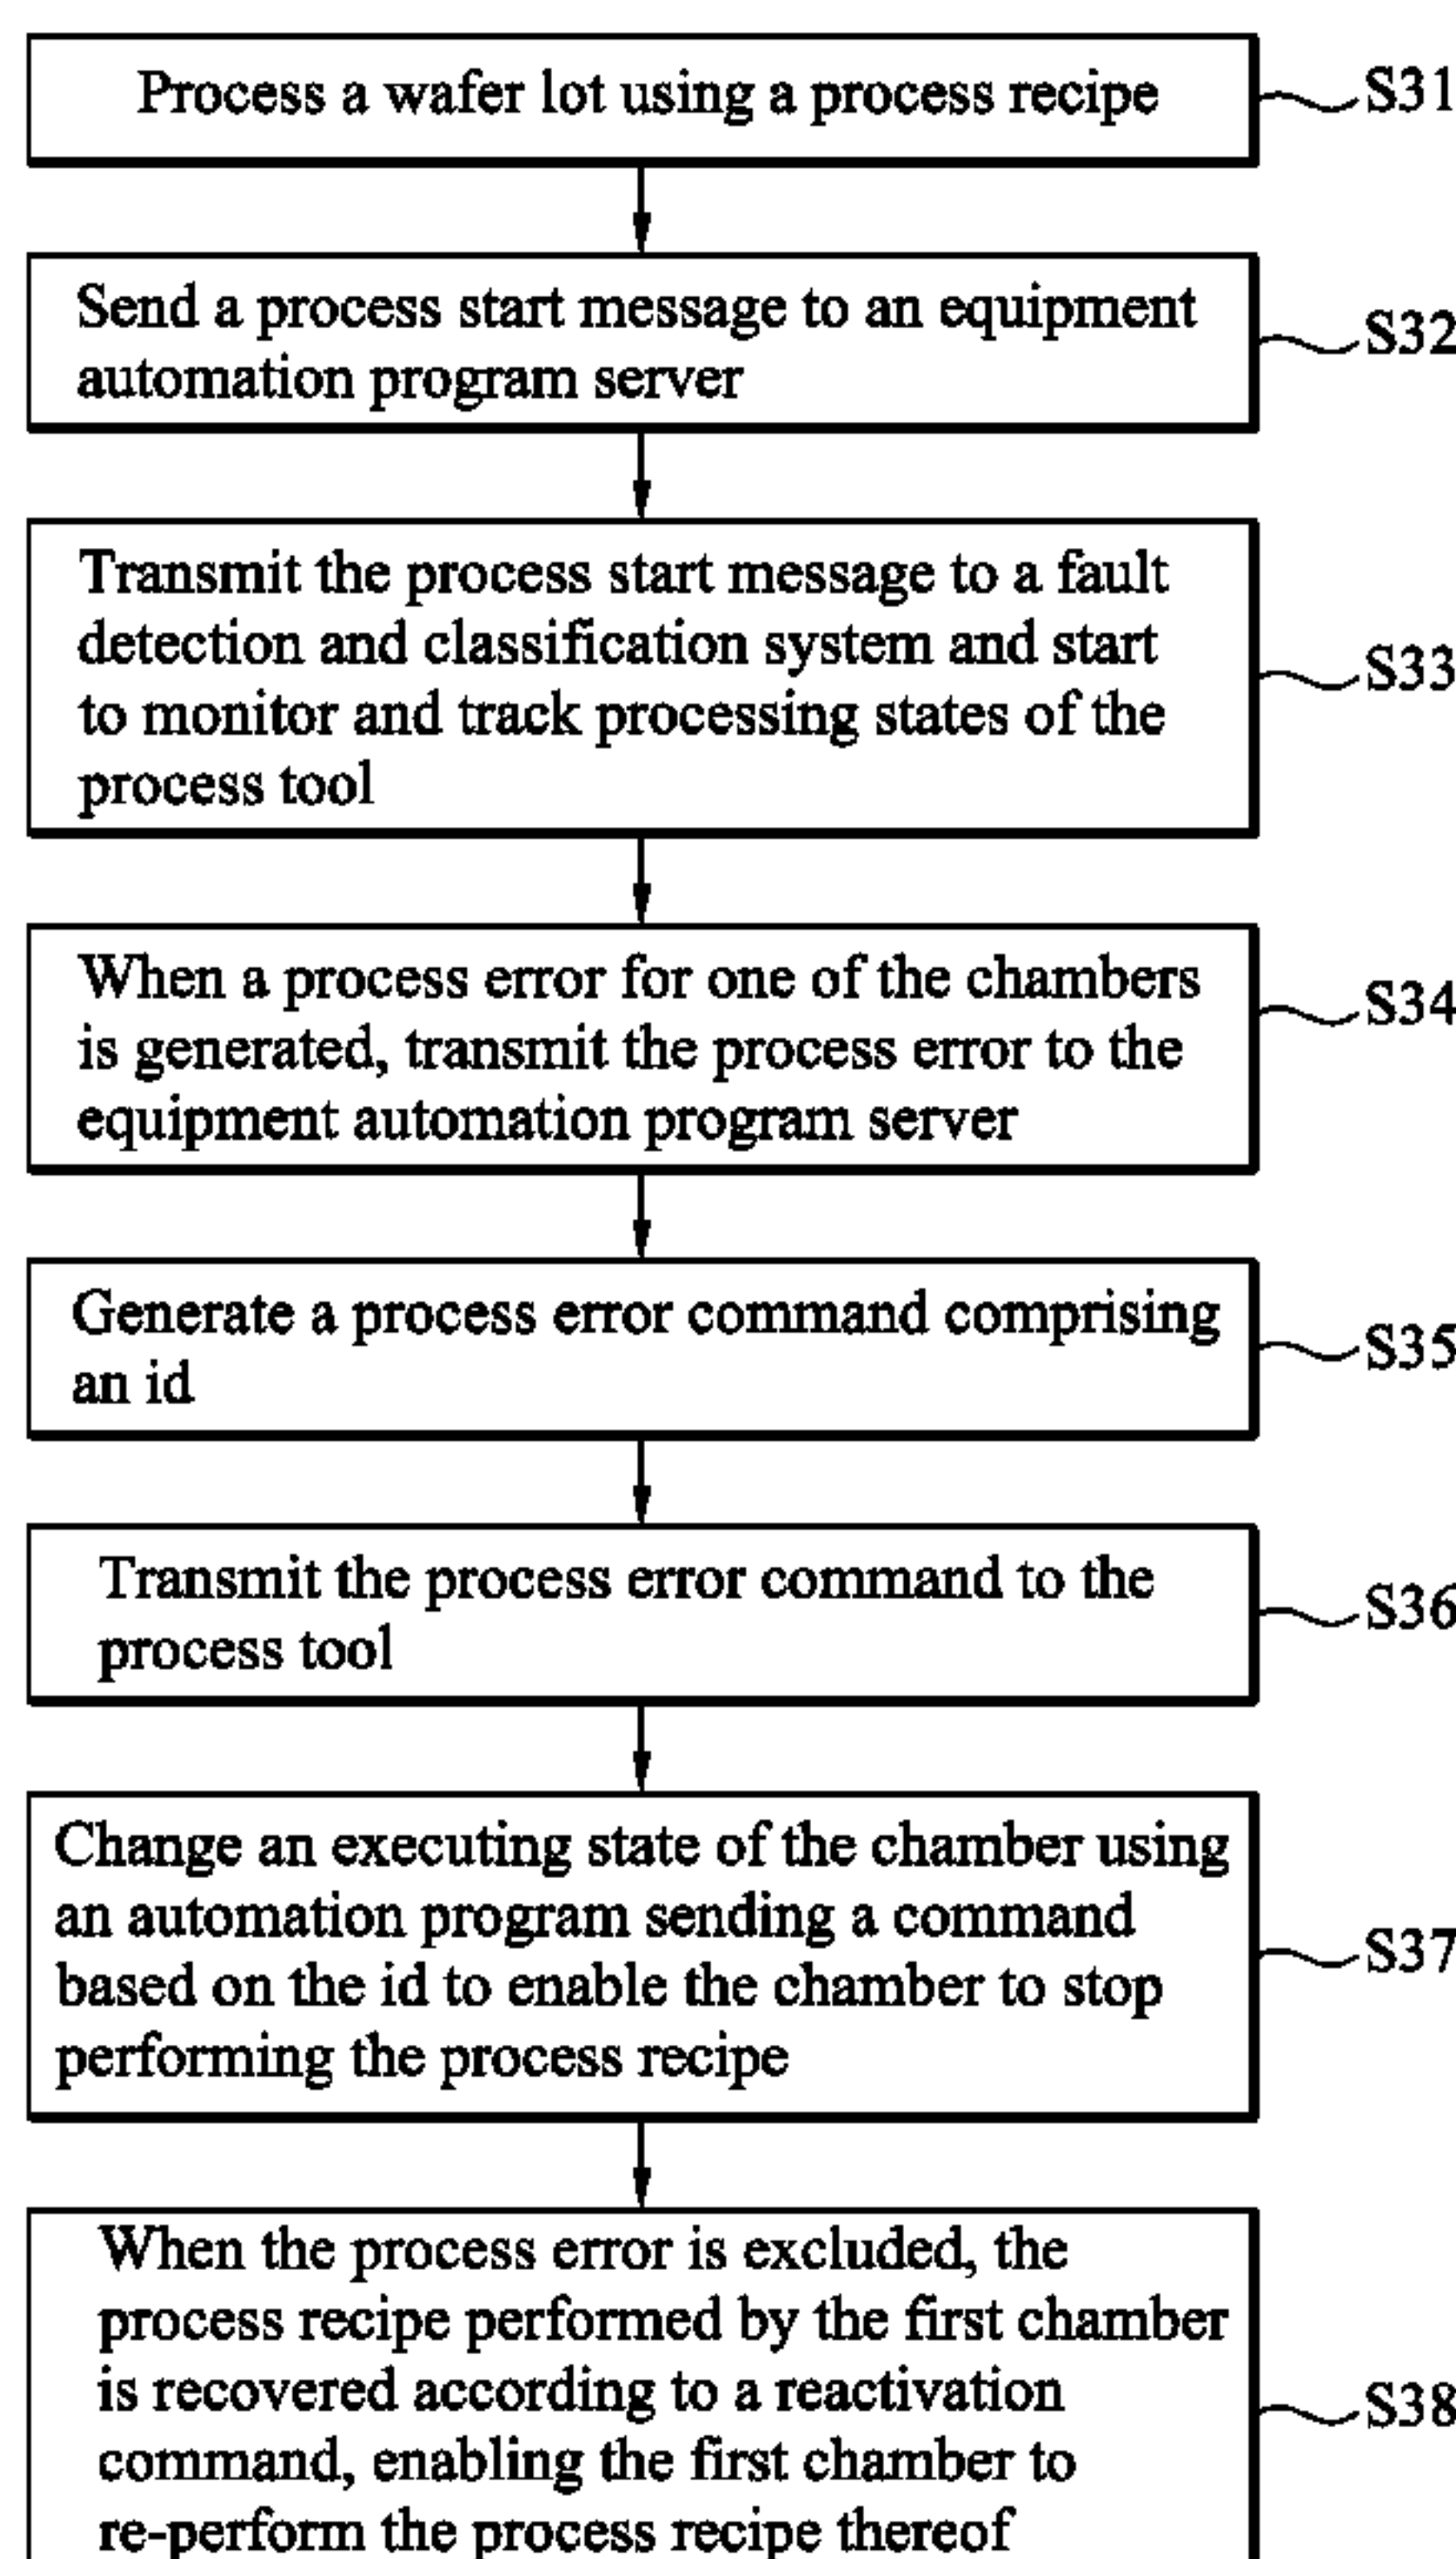 Process a wafer lot using a process recipe
S31
Send a process start message to an equipment
automation program server
S32
Transmit the process start message to a fault
detection and classification system and start
to monitor and track processing states of the
process tool
S33
When a process error for one of the chambers
is generated, transmit the process error to the
equipment automation program server
S34
Generate a process error command comprising
an id
S35
Transmit the process error command to the
process tool
S36
Change an executing state of the chamber using
an automation program sending a command
based on the id to enable the chamber to stop
performing the process recipe
S37
When the process error is excluded, the
process recipe performed by the first chamber
is recovered according to a reactivation
command, enabling the first chamber to
re-perform the process recipe thereof
S38